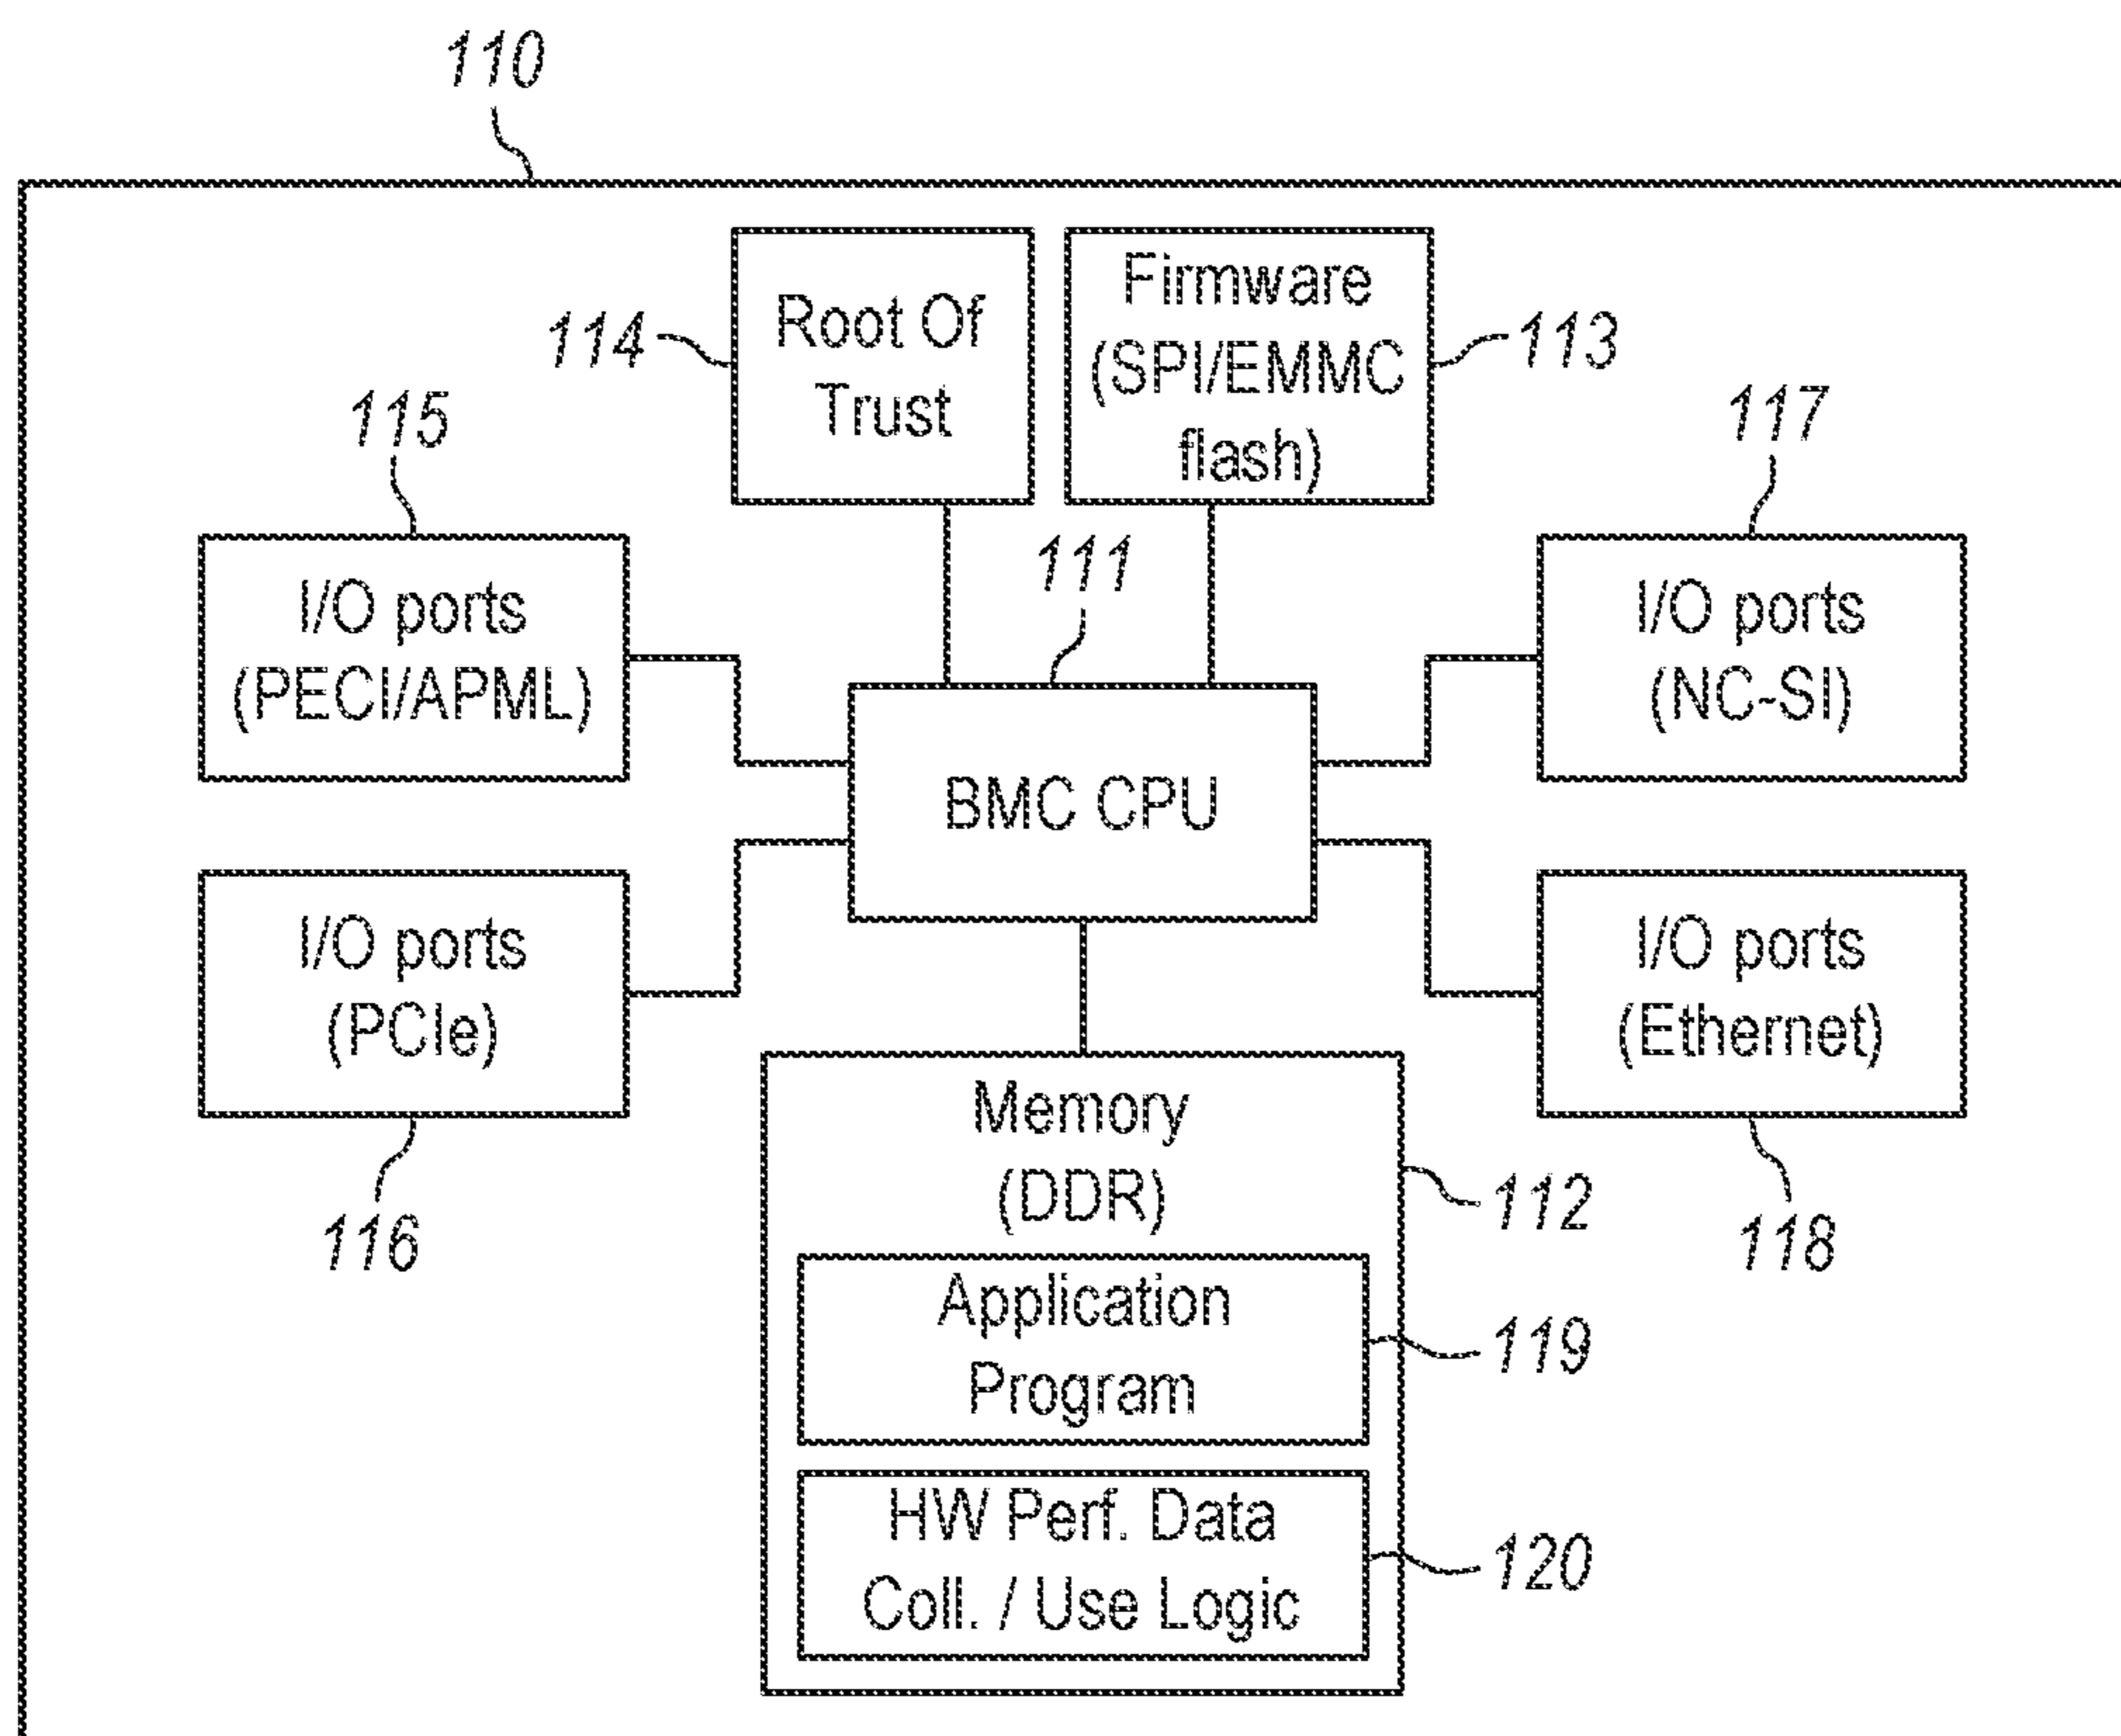 110
114
Root Of
Trust
Firmware
(SPI/EMMC
flash)
113
115
I/O ports
(PECI/APML)
111
BMC CPU
117
I/O ports
(NC-SI)
I/O ports
(PCIe)
116
I/O ports
(Ethernet)
118
Memory
(DDR)
112
Application
Program
119
HW Perf. Data
Coll. / Use Logic
120